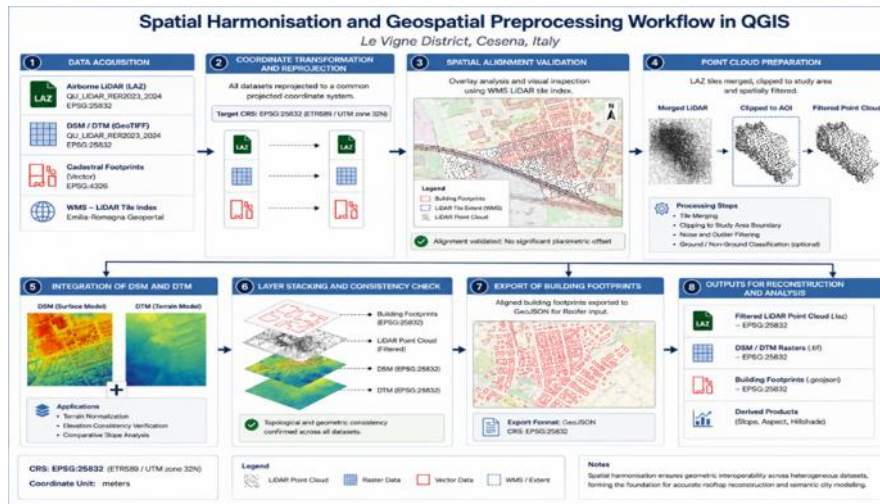 Spatial Harmonisation and Geospatial Preprocessing Workflow in QGIS
Le Vigne District, Cesena, Italy
1 DATA ACQUISITION
LAZ
Airborne LiDAR (LAZ)
QU_LIDAR_RER2023_2024
EPSG:25832
DSM / DTM (GeoTIFF)
QU_LIDAR_RER2023_2024
EPSG:25832
Cadastral Footprints
(Vector)
EPSG:4326
WMS – LiDAR Tile Index
Emilia-Romagna Geoportal
2 COORDINATE TRANSFORMATION
AND REPROJECTION
All datasets reprojected to a common
projected coordinate system.
Target CRS: EPSG:25832 (ETRS89 / UTM zone 32N)
LAZ
LAZ
3 SPATIAL ALIGNMENT VALIDATION
Overlay analysis and visual inspection
using WMS LiDAR tile index.
N
Legend
Building Footprints
LiDAR Tile Extent (WMS)
LiDAR Point Cloud
Alignment validated: No significant planimetric offset
4 POINT CLOUD PREPARATION
LAZ tiles merged, clipped to study area
and spatially filtered.
Merged LiDAR
Clipped to AOI
Filtered Point Cloud
Processing Steps
• Tile Merging
• Clipping to Study Area Boundary
• Noise and Outlier Filtering
• Ground / Non-Ground Classification (optional)
5 INTEGRATION OF DSM AND DTM
DSM (Surface Model)
DTM (Terrain Model)
+
Applications
• Terrain Normalization
• Elevation Consistency Verification
• Comparative Slope Analysis
6 LAYER STACKING AND CONSISTENCY CHECK
Building Footprints
(EPSG:25832)
LiDAR Point Cloud
(Filtered)
DSM (EPSG:25832)
DTM (EPSG:25832)
Topological and geometric consistency
confirmed across all datasets.
7 EXPORT OF BUILDING FOOTPRINTS
Aligned building footprints exported to
GeoJSON for Roofer input.
Export Format: GeoJSON
CRS: EPSG:25832
8 OUTPUTS FOR RECONSTRUCTION
AND ANALYSIS
LAZ
Filtered LiDAR Point Cloud (.laz)
– EPSG:25832
DSM / DTM Rasters (.tif)
– EPSG:25832
Building Footprints (.geojson)
– EPSG:25832
Derived Products
(Slope, Aspect, Hillshade)
CRS: EPSG:25832 (ETRS89 / UTM zone 32N)
Coordinate Unit: meters
Legend
LiDAR Point Cloud
Raster Data
Vector Data
WMS / Extent
Notes
Spatial harmonisation ensures geometric interoperability across heterogeneous datasets,
forming the foundation for accurate rooftop reconstruction and semantic city modelling.